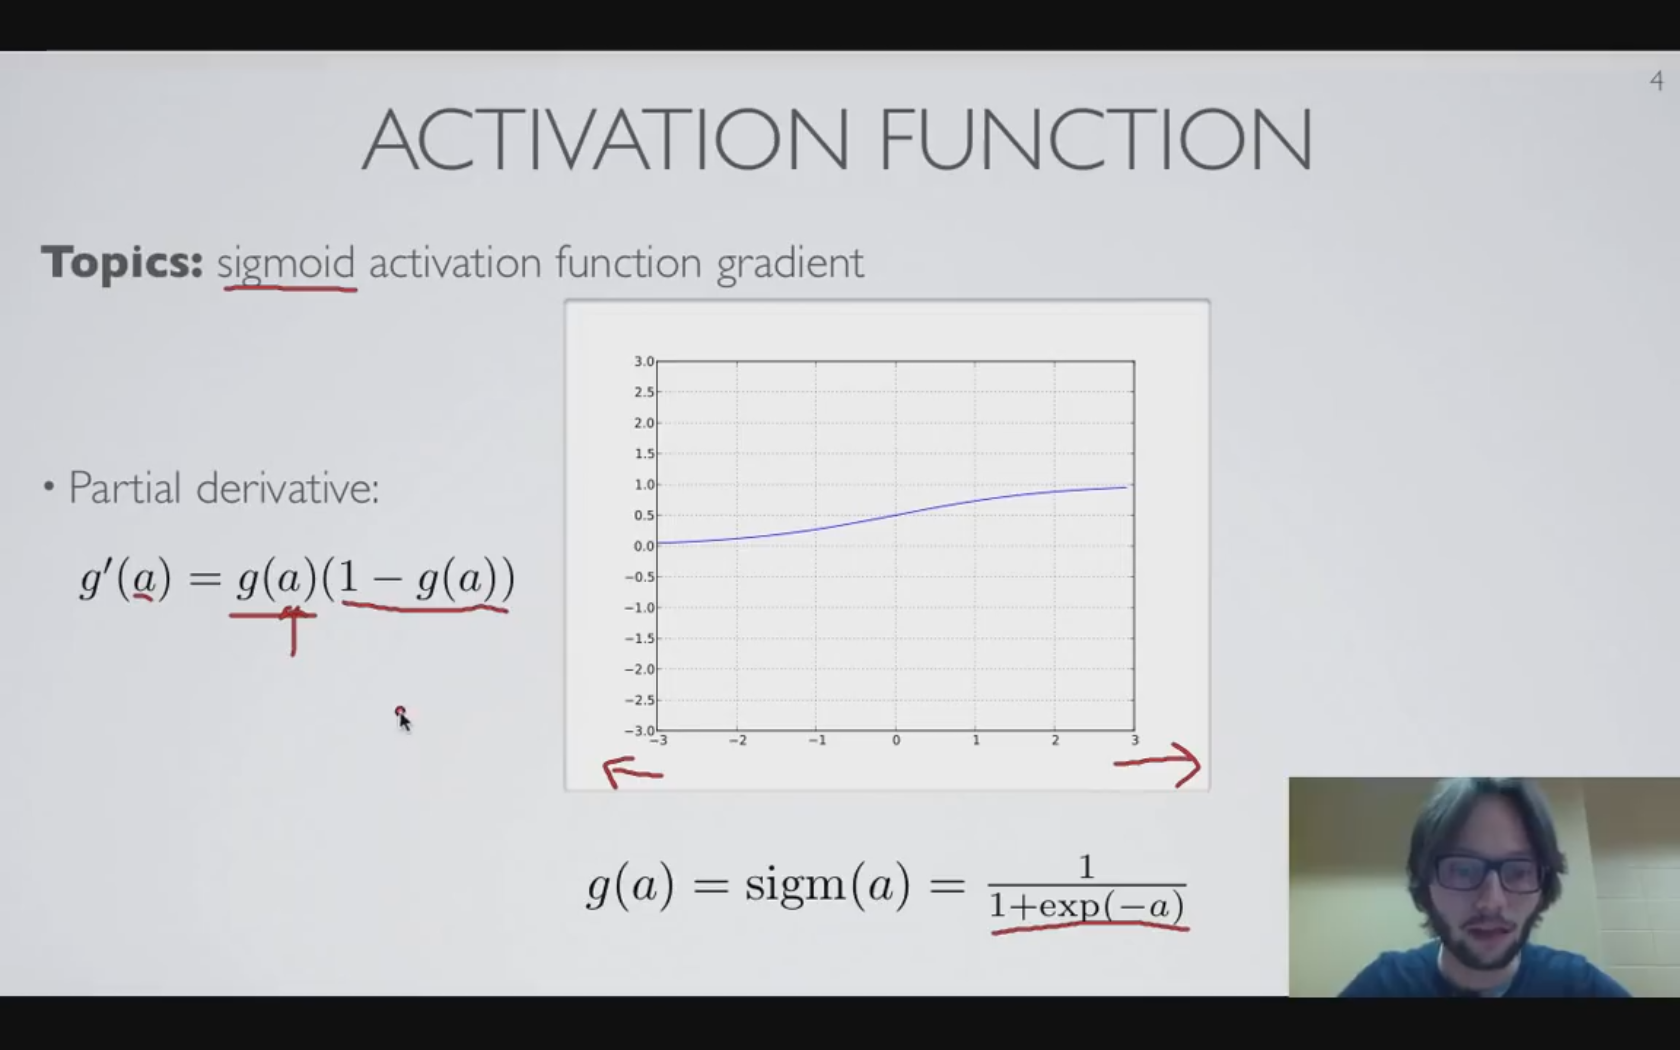 4
ACTIVATION FUNCTION
Topics: sigmoid activation function gradient
• Partial derivative:
g′(a) = g(a)(1 − g(a))
3.0
2.5
2.0
1.5
1.0
0.5
0.0
−0.5
−1.0
−1.5
−2.0
−2.5
−3.0
−3 −2 −1 0 1 2 3
g(a) = sigm(a) = 1/(1+exp(−a))